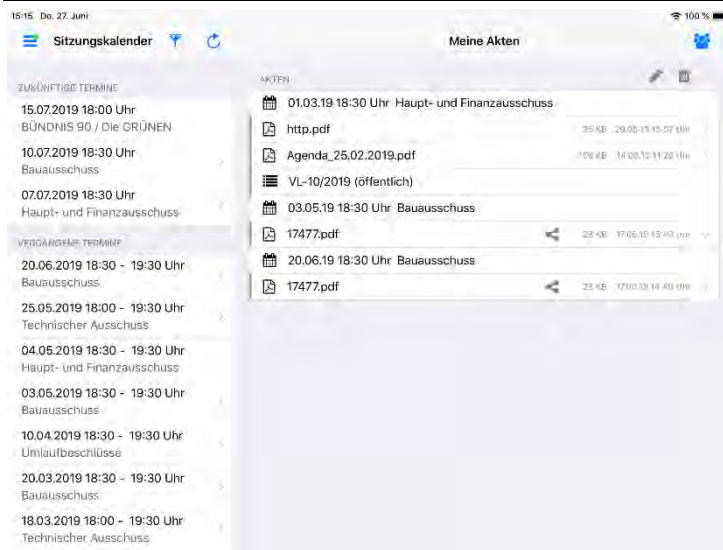 15:15 Do. 27. Juni
100 %
Sitzungskalender
Meine Akten
ZUKÜNFTIGE TERMINE
15.07.2019 18:00 Uhr
BÜNDNIS 90 / Die GRÜNEN
10.07.2019 18:30 Uhr
Bauausschuss
07.07.2019 18:30 Uhr
Haupt- und Finanzausschuss
VERGANGENE TERMINE
20.06.2019 18:30 - 19:30 Uhr
Bauausschuss
25.05.2019 18:00 - 19:30 Uhr
Technischer Ausschuss
04.05.2019 18:30 - 19:30 Uhr
Haupt- und Finanzausschuss
03.05.2019 18:30 - 19:30 Uhr
Bauausschuss
10.04.2019 18:30 - 19:30 Uhr
Umlaufbeschlüsse
20.03.2019 18:30 - 19:30 Uhr
Bauausschuss
18.03.2019 18:00 - 19:30 Uhr
Technischer Ausschuss
AKTEN
01.03.19 18:30 Uhr Haupt- und Finanzausschuss
http.pdf
Agenda_25.02.2019.pdf
VL-10/2019 (öffentlich)
03.05.19 18:30 Uhr Bauausschuss
17477.pdf
20.06.19 18:30 Uhr Bauausschuss
17477.pdf